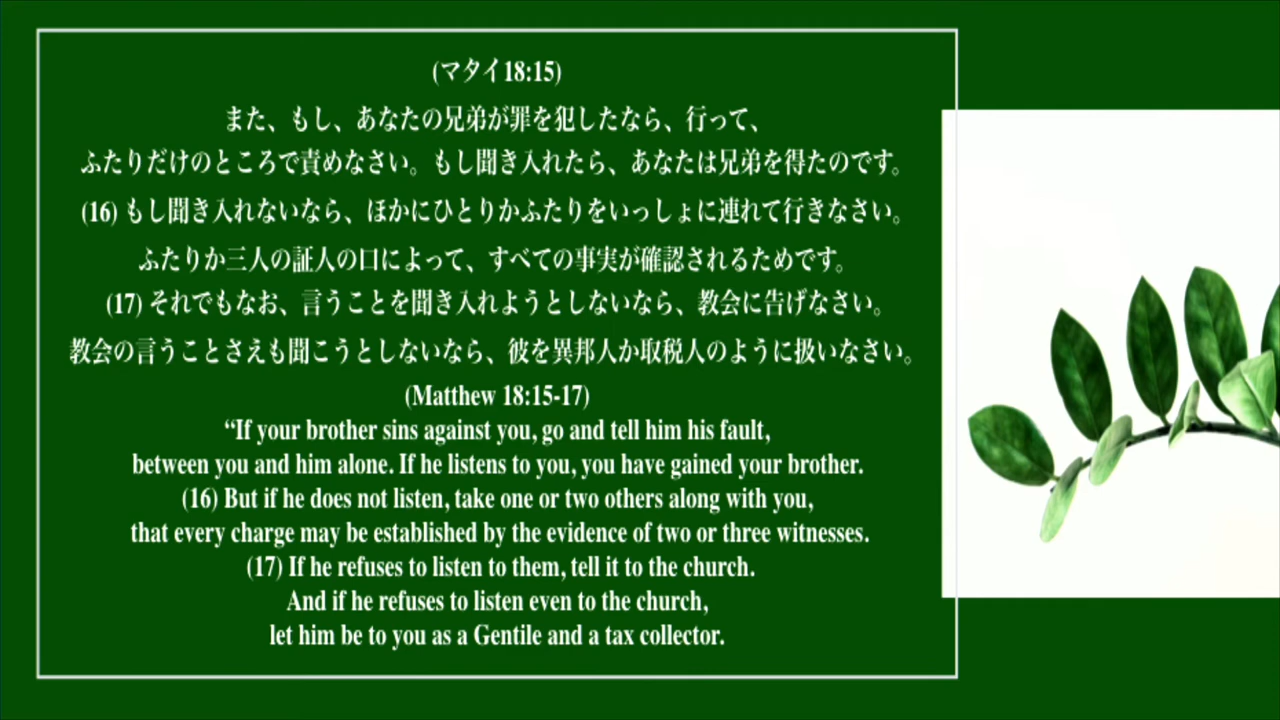 (マタイ18:15)
また、もし、あなたの兄弟が罪を犯したなら、行って、
ふたりだけのところで責めなさい。もし聞き入れたら、あなたは兄弟を得たのです。
(16) もし聞き入れないなら、ほかにひとりかふたりをいっしょに連れて行きなさい。
ふたりか三人の証人の口によって、すべての事実が確認されるためです。
(17) それでもなお、言うことを聞き入れようとしないなら、教会に告げなさい。
教会の言うことさえも聞こうとしないなら、彼を異邦人か取税人のように扱いなさい。
(Matthew 18:15-17)
“If your brother sins against you, go and tell him his fault,
between you and him alone. If he listens to you, you have gained your brother.
(16) But if he does not listen, take one or two others along with you,
that every charge may be established by the evidence of two or three witnesses.
(17) If he refuses to listen to them, tell it to the church.
And if he refuses to listen even to the church,
let him be to you as a Gentile and a tax collector.